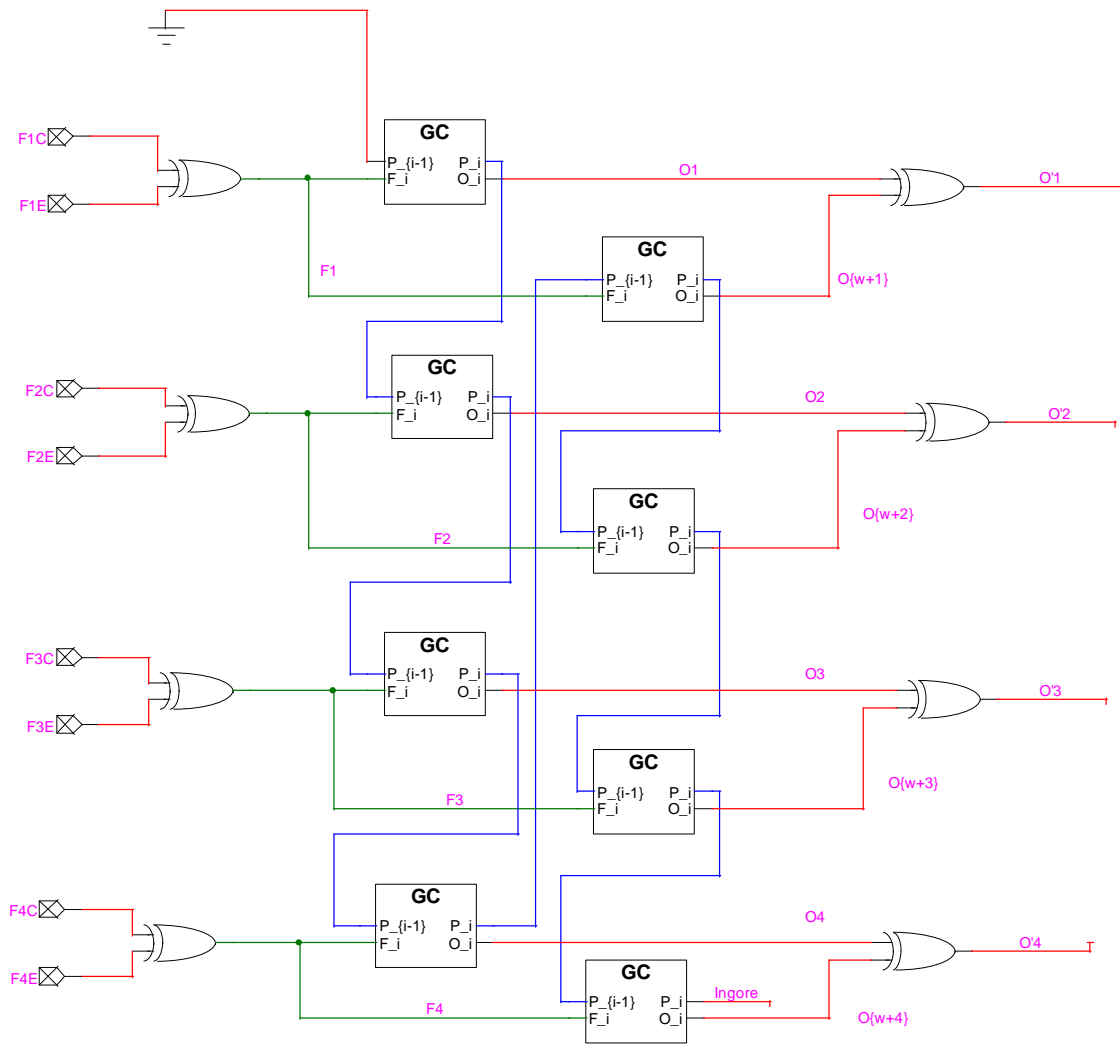 F1C
F1E
GC
P_{i-1} P_i
F_i O_i
O1
O'1
F1
GC
P_{i-1} P_i
F_i O_i
O{w+1}
F2C
F2E
GC
P_{i-1} P_i
F_i O_i
O2
O'2
F2
GC
P_{i-1} P_i
F_i O_i
O{w+2}
F3C
F3E
GC
P_{i-1} P_i
F_i O_i
O3
O'3
F3
GC
P_{i-1} P_i
F_i O_i
O{w+3}
F4C
F4E
GC
P_{i-1} P_i
F_i O_i
O4
O'4
F4
GC
P_{i-1} P_i
F_i O_i
Ingore
O{w+4}